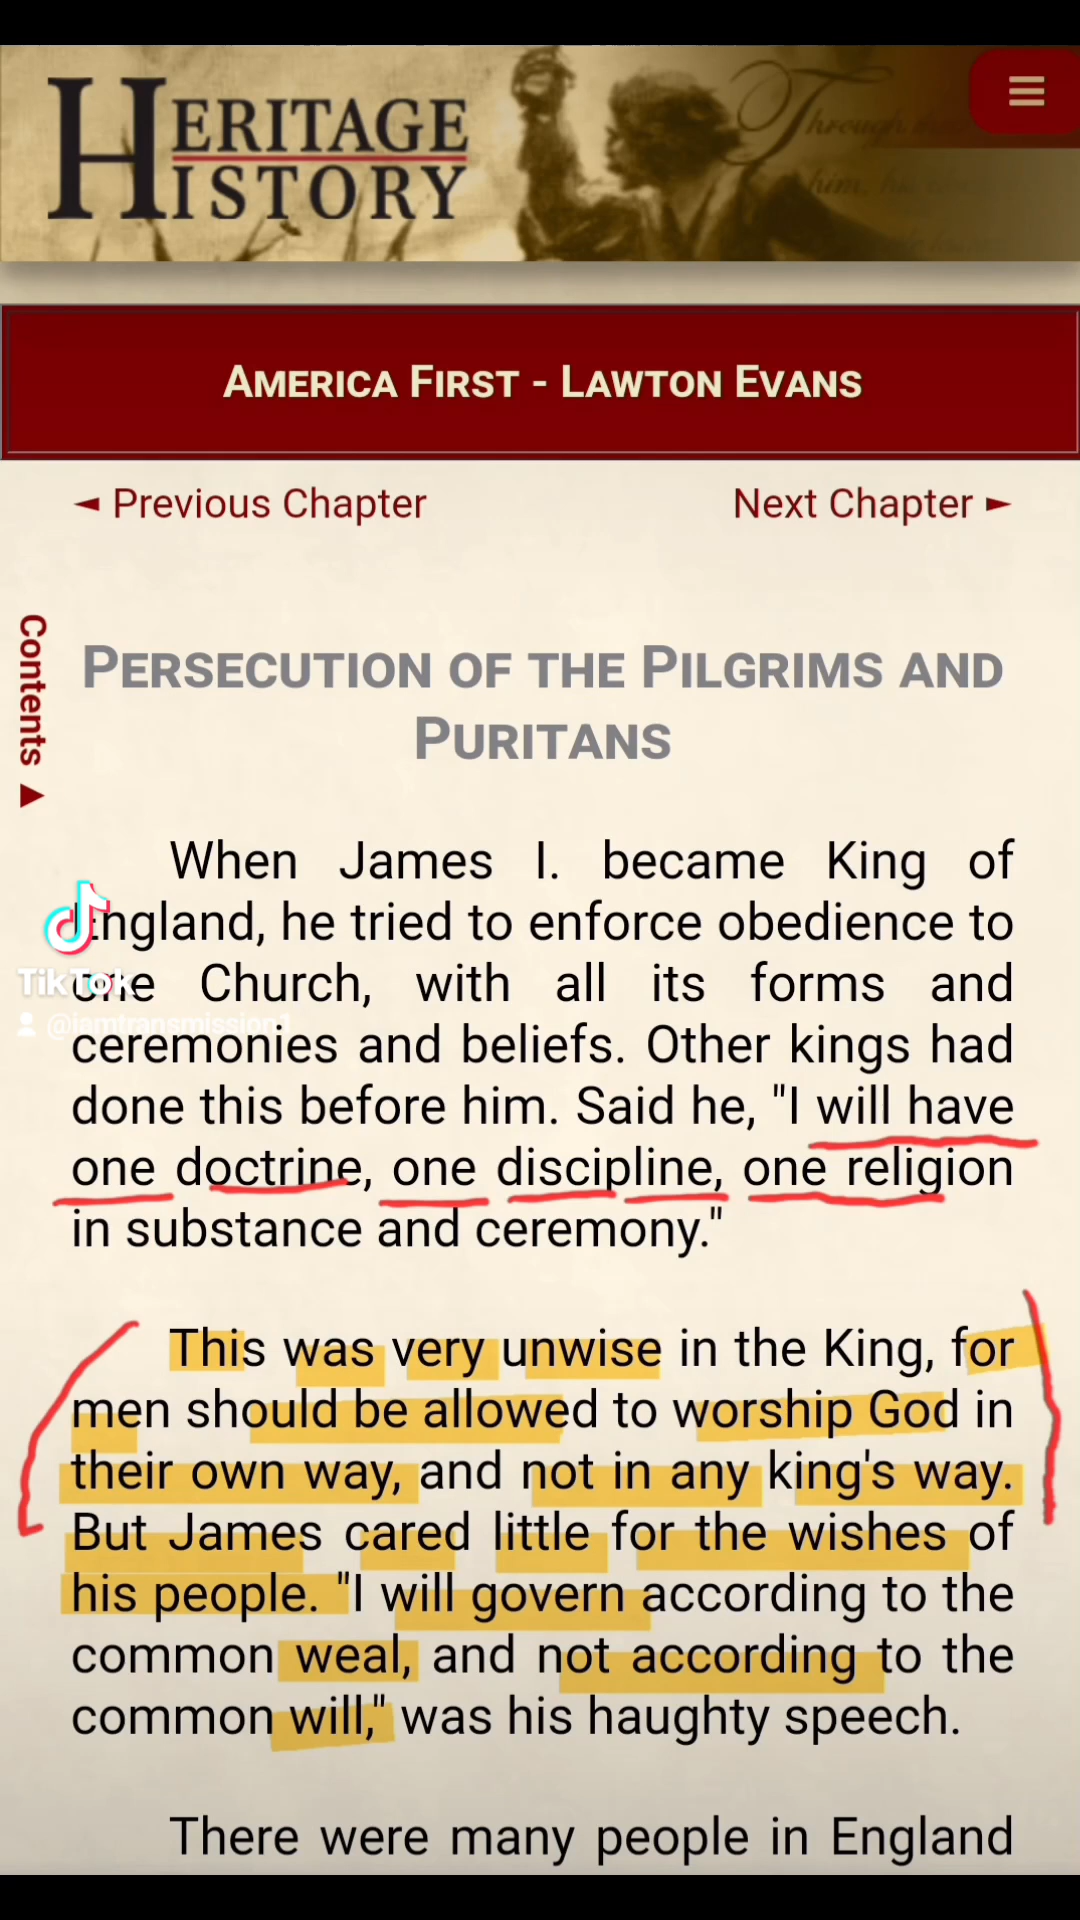 HERITAGE
HISTORY
Through
him, his
AMERICA FIRST - LAWTON EVANS
◄ Previous Chapter
Next Chapter ►
Contents ▲
PERSECUTION OF THE PILGRIMS AND
PURITANS
When James I. became King of
England, he tried to enforce obedience to
one Church, with all its forms and
ceremonies and beliefs. Other kings had
done this before him. Said he, "I will have
one doctrine, one discipline, one religion
in substance and ceremony."
This was very unwise in the King, for
men should be allowed to worship God in
their own way, and not in any king's way.
But James cared little for the wishes of
his people. "I will govern according to the
common weal, and not according to the
common will," was his haughty speech.
There were many people in England
TikTok
@iamtransmission1